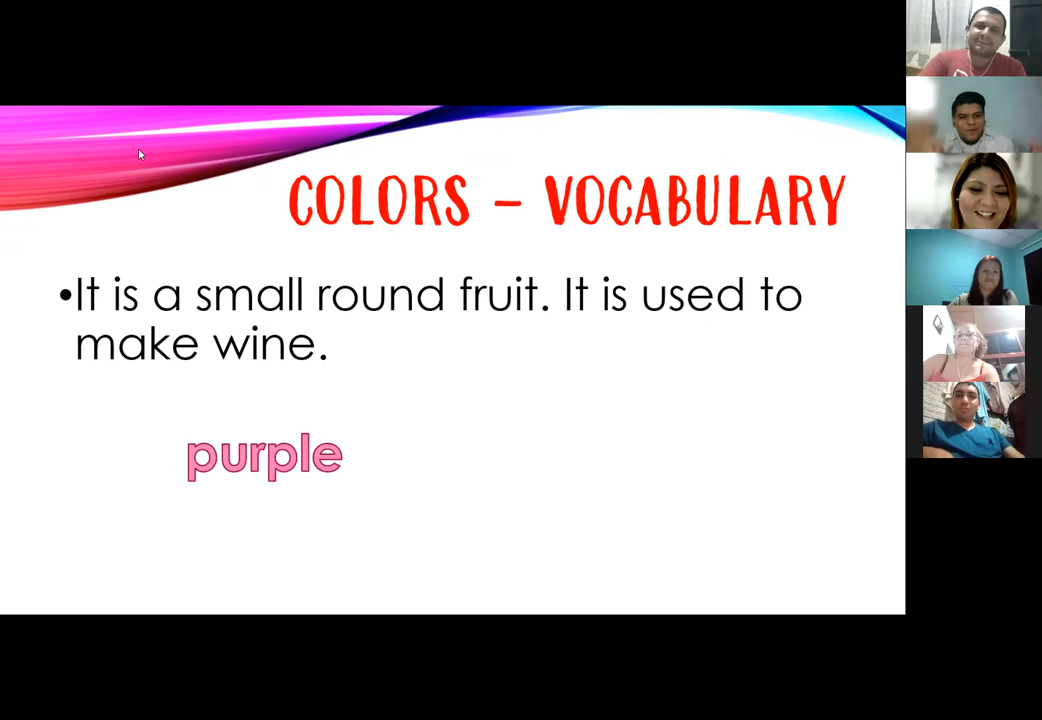 COLORS – VOCABULARY
•It is a small round fruit. It is used to
make wine.
purple